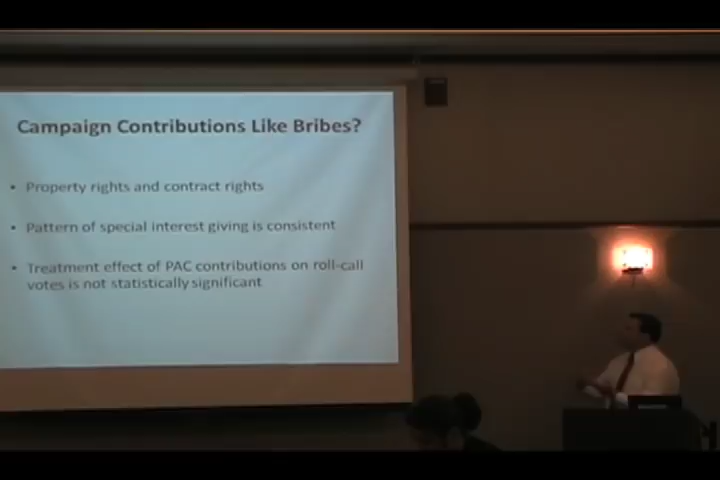 Campaign Contributions Like Bribes?
• Property rights and contract rights
• Pattern of special interest giving is consistent
• Treatment effect of PAC contributions on roll-call
votes is not statistically significant